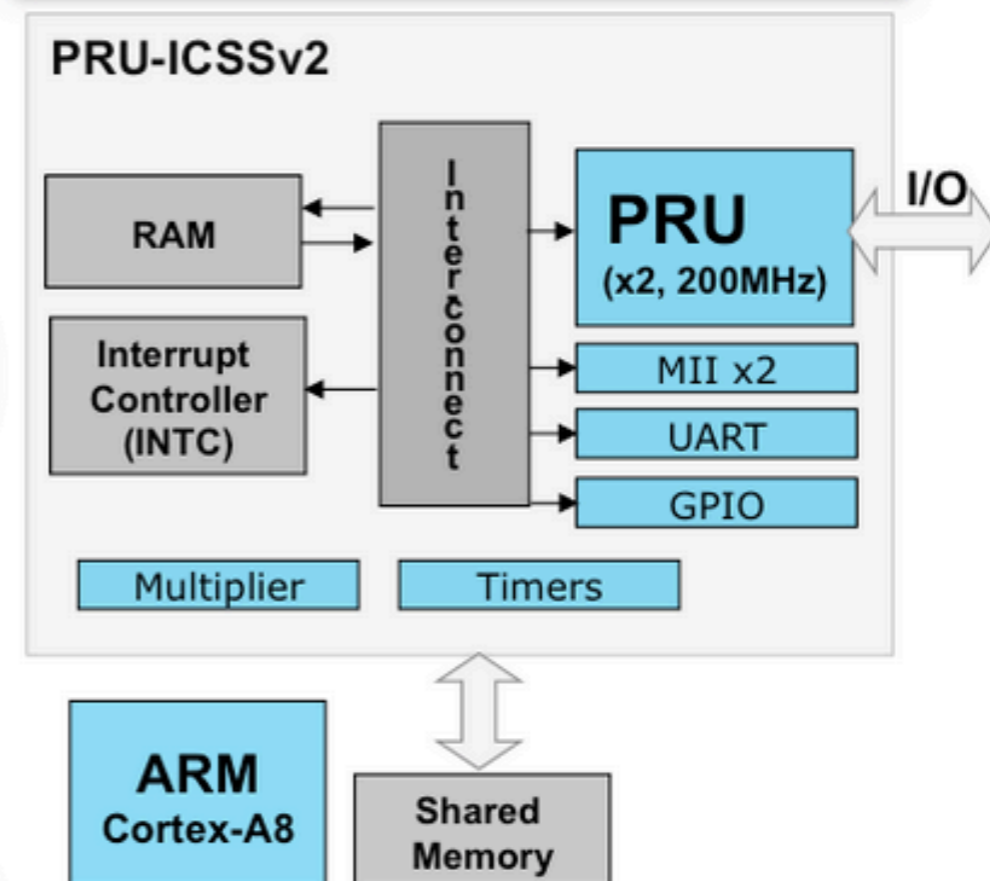 PRU-ICSSv2
RAM
Interconnect
PRU
(x2, 200MHz)
I/O
Interrupt
Controller
(INTC)
MII x2
UART
GPIO
Multiplier
Timers
ARM
Cortex-A8
Shared
Memory